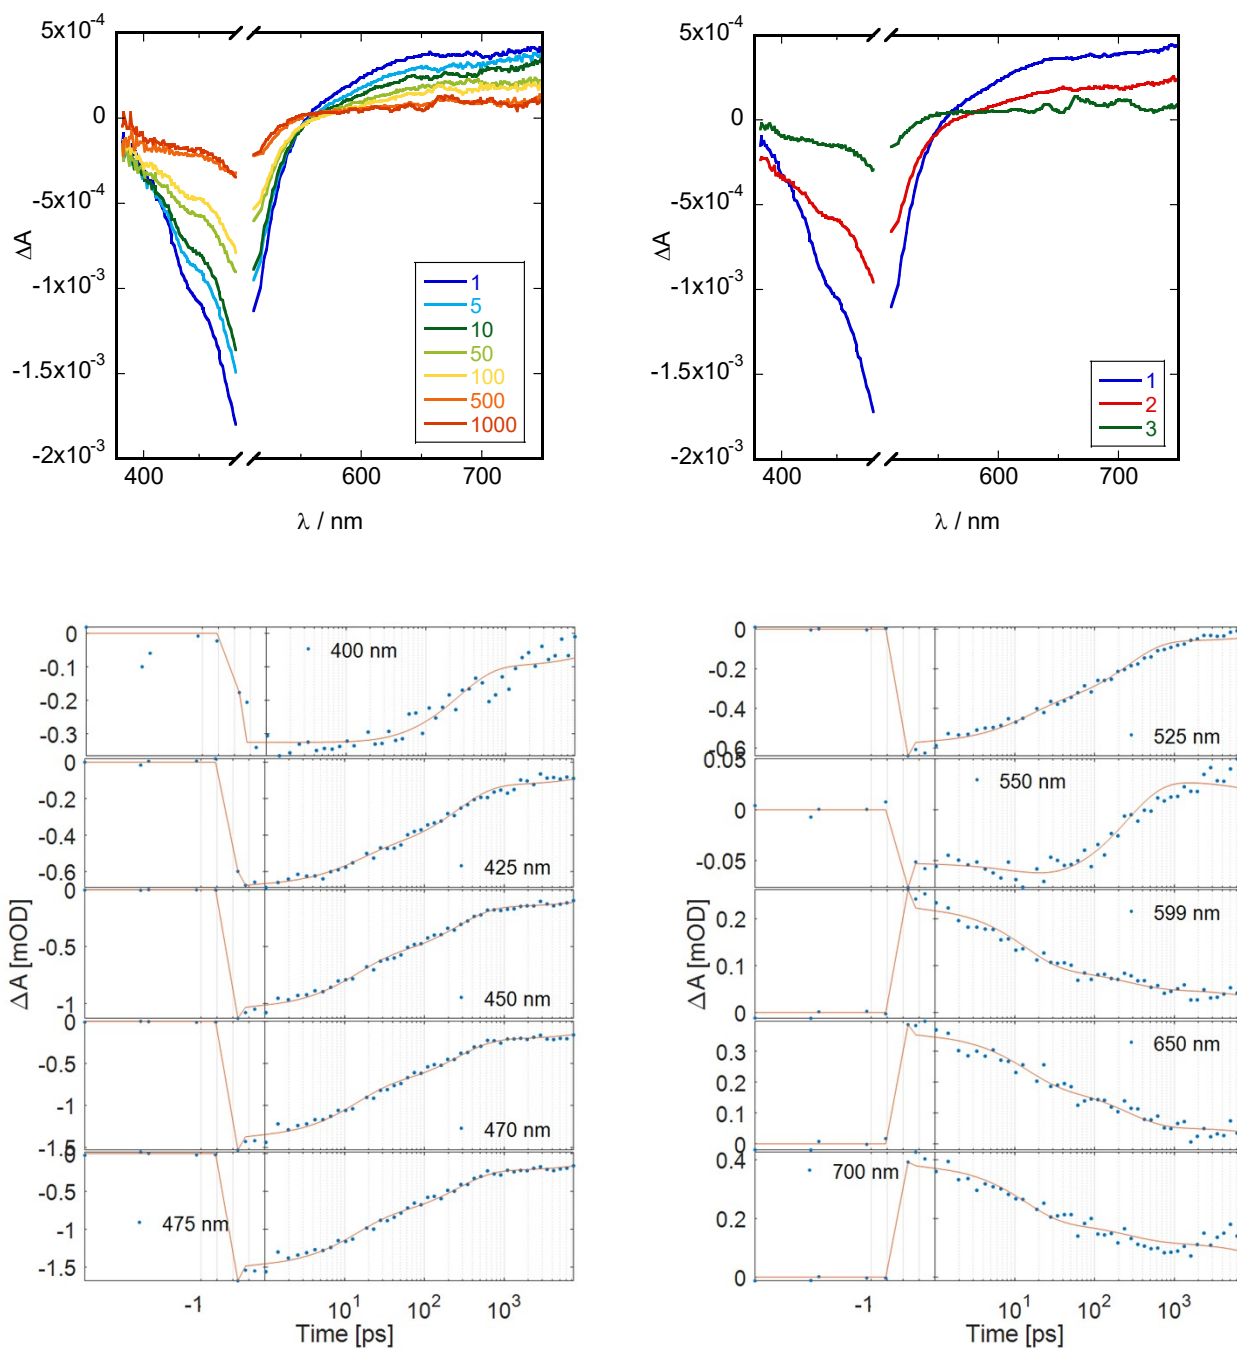 5x10-4
0
-5x10-4
-1x10-3
-1.5x10-3
-2x10-3
ΔA
400
600
700
λ / nm
1
5
10
50
100
500
1000
5x10-4
0
-5x10-4
-1x10-3
-1.5x10-3
-2x10-3
ΔA
400
600
700
λ / nm
1
2
3
0
-0.1
-0.2
-0.3
400 nm
0
-0.2
-0.4
-0.6
425 nm
0
-0.5
-1
450 nm
0
-0.5
-1
-1.5
470 nm
0
-0.5
-1
-1.5
475 nm
ΔA [mOD]
-1
10^1
10^2
10^3
Time [ps]
0
-0.2
-0.4
-0.6
525 nm
0.05
0
-0.05
550 nm
0.2
0.1
0
599 nm
0.3
0.2
0.1
0
650 nm
0.4
0.2
0
700 nm
ΔA [mOD]
-1
10^1
10^2
10^3
Time [ps]